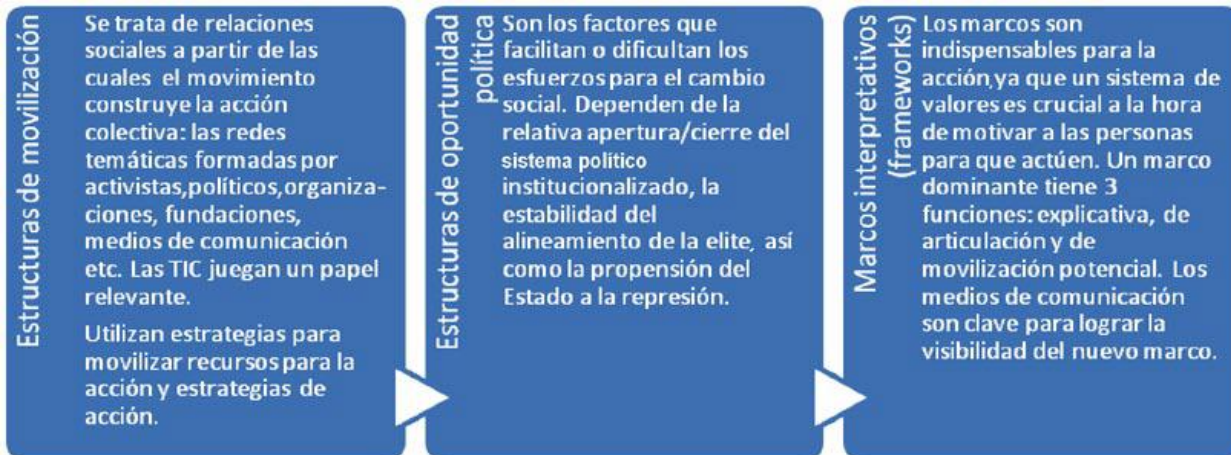 Estructuras de movilización
Se trata de relaciones
sociales a partir de las
cuales el movimiento
construye la acción
colectiva: las redes
temáticas formadas por
activistas,políticos,organiza-
ciones, fundaciones,
medios de comunicación
etc. Las TIC juegan un papel
relevante.
Utilizan estrategias para
movilizar recursos para la
acción y estrategias de
acción.
Estructuras de oportunidad
política
Son los factores que
facilitan o dificultan los
esfuerzos para el cambio
social. Dependen de la
relativa apertura/cierre del
sistema político
institucionalizado, la
estabilidad del
alineamiento de la elite, así
como la propensión del
Estado a la represión.
Marcos interpretativos
(frameworks)
Los marcos son
indispensables para la
acción,ya que un sistema de
valores es crucial a la hora
de motivar a las personas
para que actúen. Un marco
dominante tiene 3
funciones: explicativa, de
articulación y de
movilización potencial. Los
medios de comunicación
son clave para lograr la
visibilidad del nuevo marco.